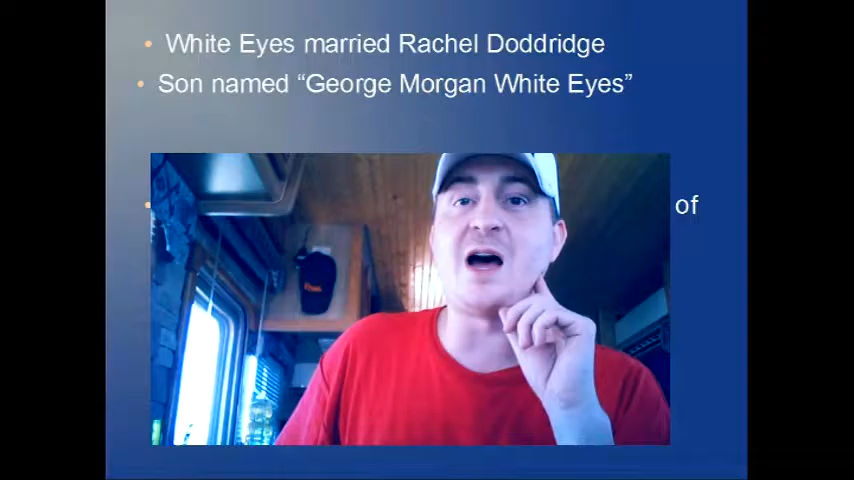 White Eyes married Rachel Doddridge
Son named “George Morgan White Eyes”
of